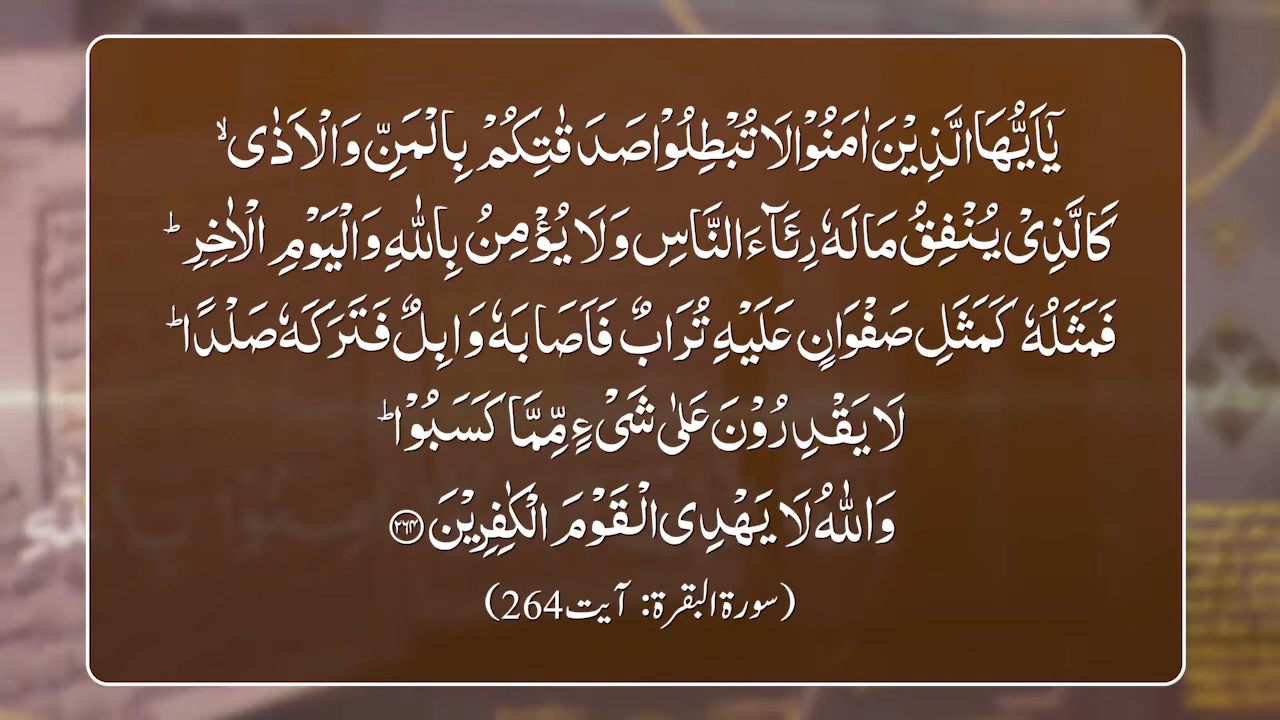 يٰۤاَيُّهَا الَّذِيْنَ اٰمَنُوْا لَا تُبْطِلُوْا صَدَقٰتِكُمْ بِالْمَنِّ وَالْاَذٰىۙ
كَالَّذِىْ يُنْفِقُ مَالَهٗ رِئَآءَ النَّاسِ وَلَا يُؤْمِنُ بِاللّٰهِ وَالْيَوْمِ الْاٰخِرِؕ
فَمَثَلُهٗ كَمَثَلِ صَفْوَانٍ عَلَيْهِ تُرَابٌ فَاَصَابَهٗ وَابِلٌ فَتَرَكَهٗ صَلْدًاؕ
لَا يَقْدِرُوْنَ عَلٰى شَىْءٍ مِّمَّا كَسَبُوْاؕ
وَاللّٰهُ لَا يَهْدِى الْقَوْمَ الْكٰفِرِيْنَ ۲۶۴
(سورۃ البقرۃ: آیت 264)